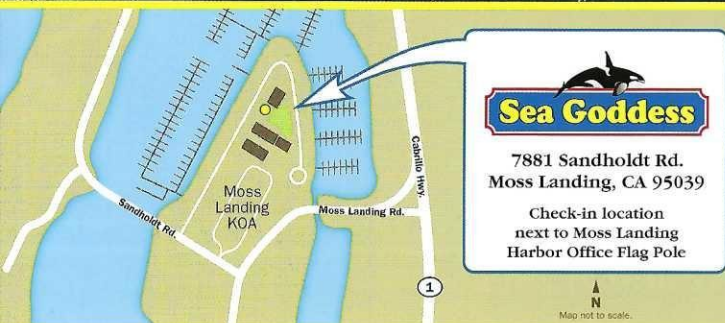 Sea Goddess
7881 Sandholdt Rd.
Moss Landing, CA 95039
Check-in location
next to Moss Landing
Harbor Office Flag Pole
Moss
Landing
KOA
Sandholdt Rd.
Moss Landing Rd.
Cabrillo Hwy.
1
N
Map not to scale.